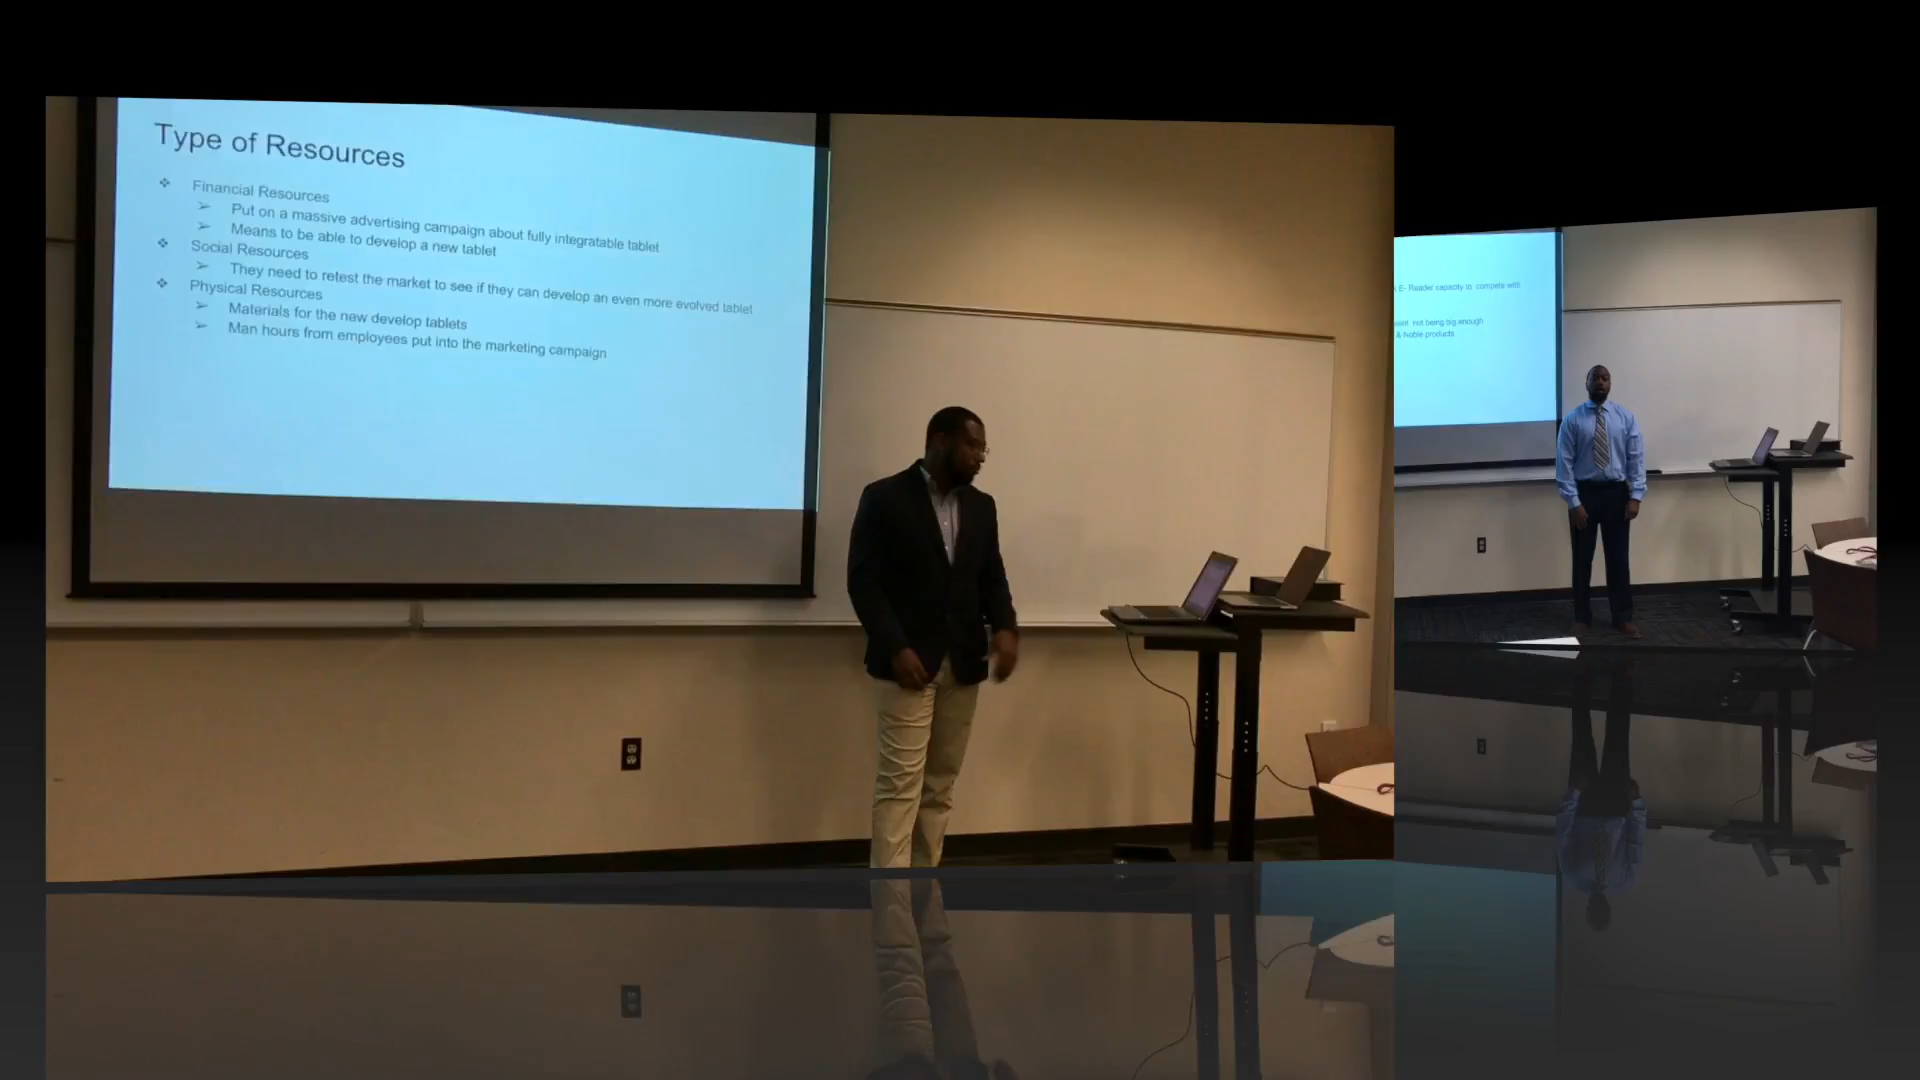 Type of Resources
Financial Resources
Put on a massive advertising campaign about fully integratable tablet
Means to be able to develop a new tablet
Social Resources
They need to retest the market to see if they can develop an even more evolved tablet
Physical Resources
Materials for the new develop tablets
Man hours from employees put into the marketing campaign
E- Reader capacity to compete with
not being big enough
& Noble products